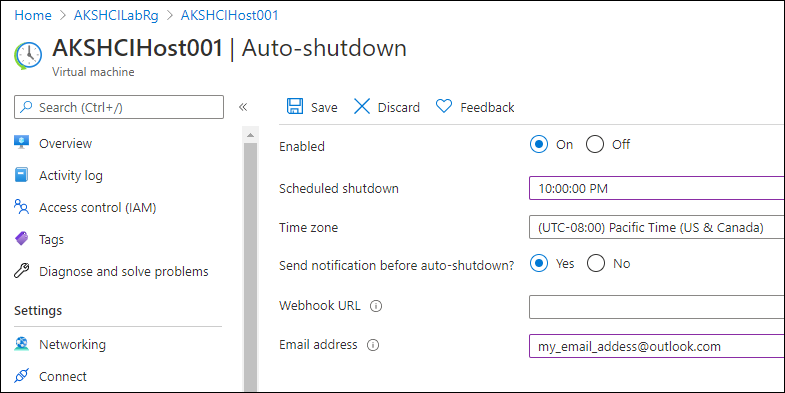 Home > AKSHCILabRg > AKSHCIHost001
AKSHCIHost001 | Auto-shutdown
Virtual machine
Search (Ctrl+/)
«
Save Discard Feedback
Overview
Activity log
Access control (IAM)
Tags
Diagnose and solve problems
Settings
Networking
Connect
Enabled On Off
Scheduled shutdown 10:00:00 PM
Time zone (UTC-08:00) Pacific Time (US & Canada)
Send notification before auto-shutdown? Yes No
Webhook URL
Email address my_email_addess@outlook.com